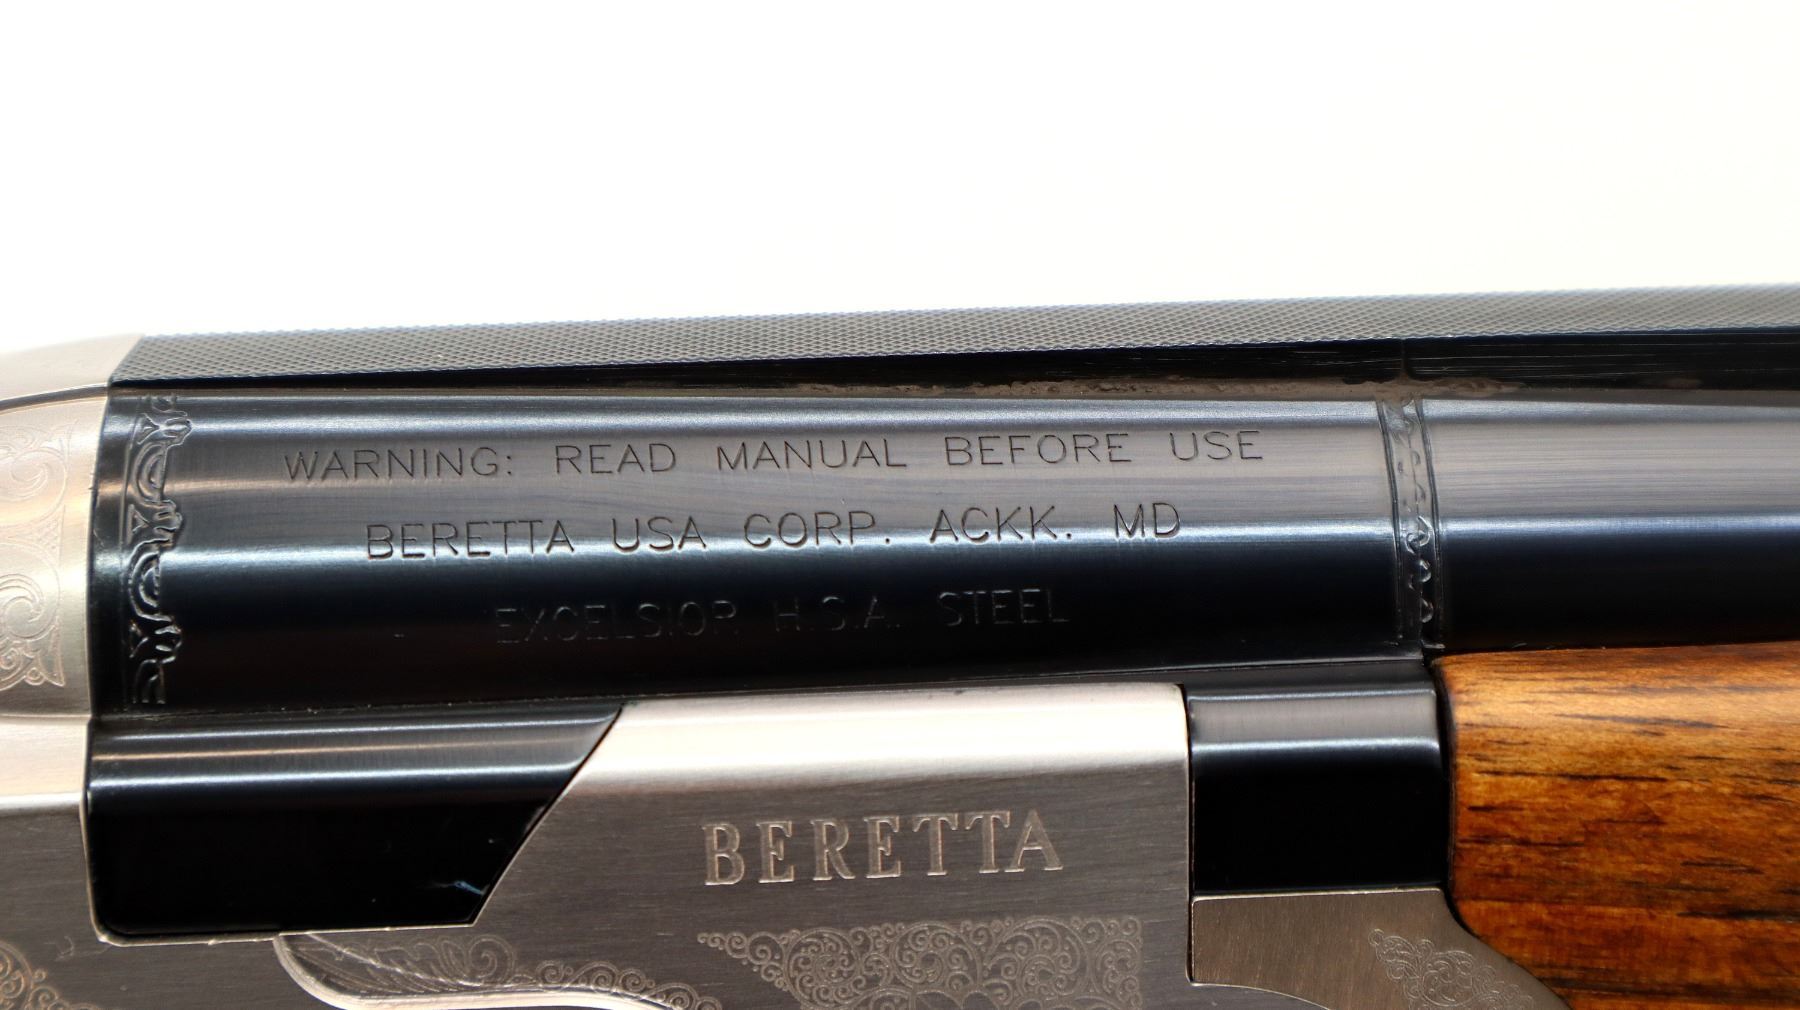 WARNING: READ MANUAL BEFORE USE
BERETTA USA CORP. ACKK. MD
EXCELSIOR H.S.A. STEEL
BERETTA